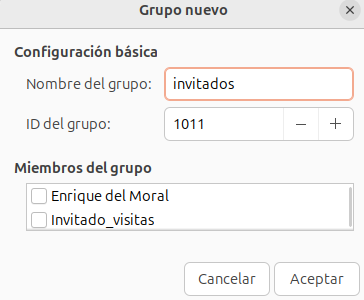 Grupo nuevo
Configuración básica
Nombre del grupo: invitados
ID del grupo: 1011
Miembros del grupo
Enrique del Moral
Invitado_visitas
Cancelar Aceptar